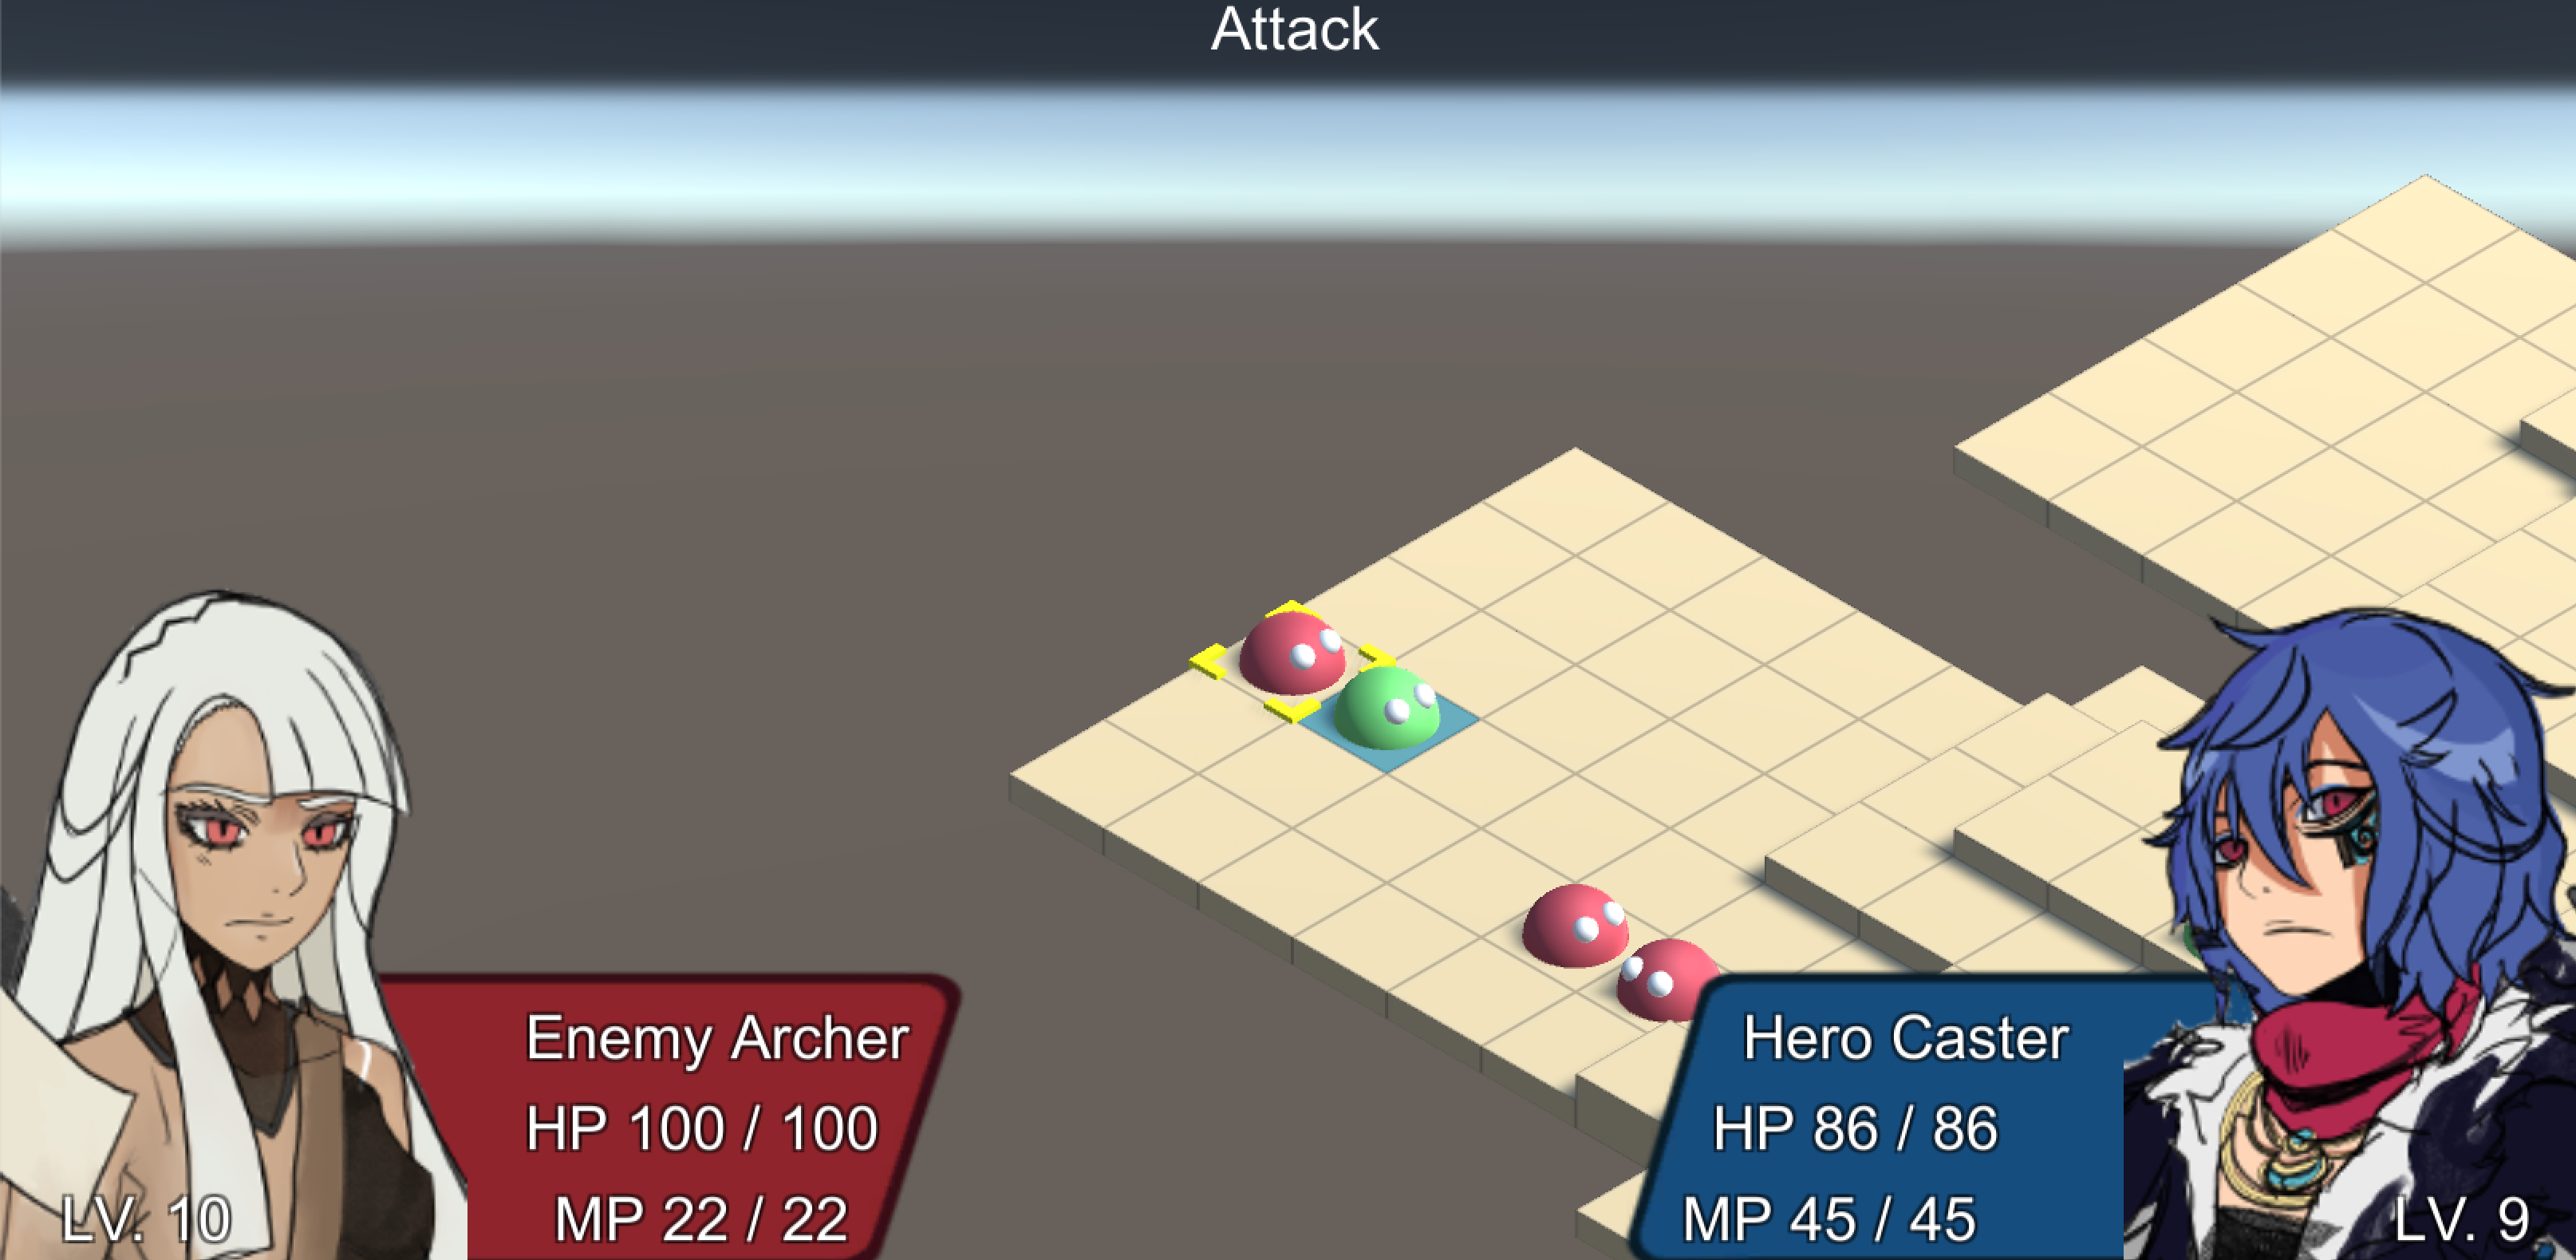 Attack
Enemy Archer
HP 100 / 100
MP 22 / 22
LV. 10
Hero Caster
HP 86 / 86
MP 45 / 45
LV. 9